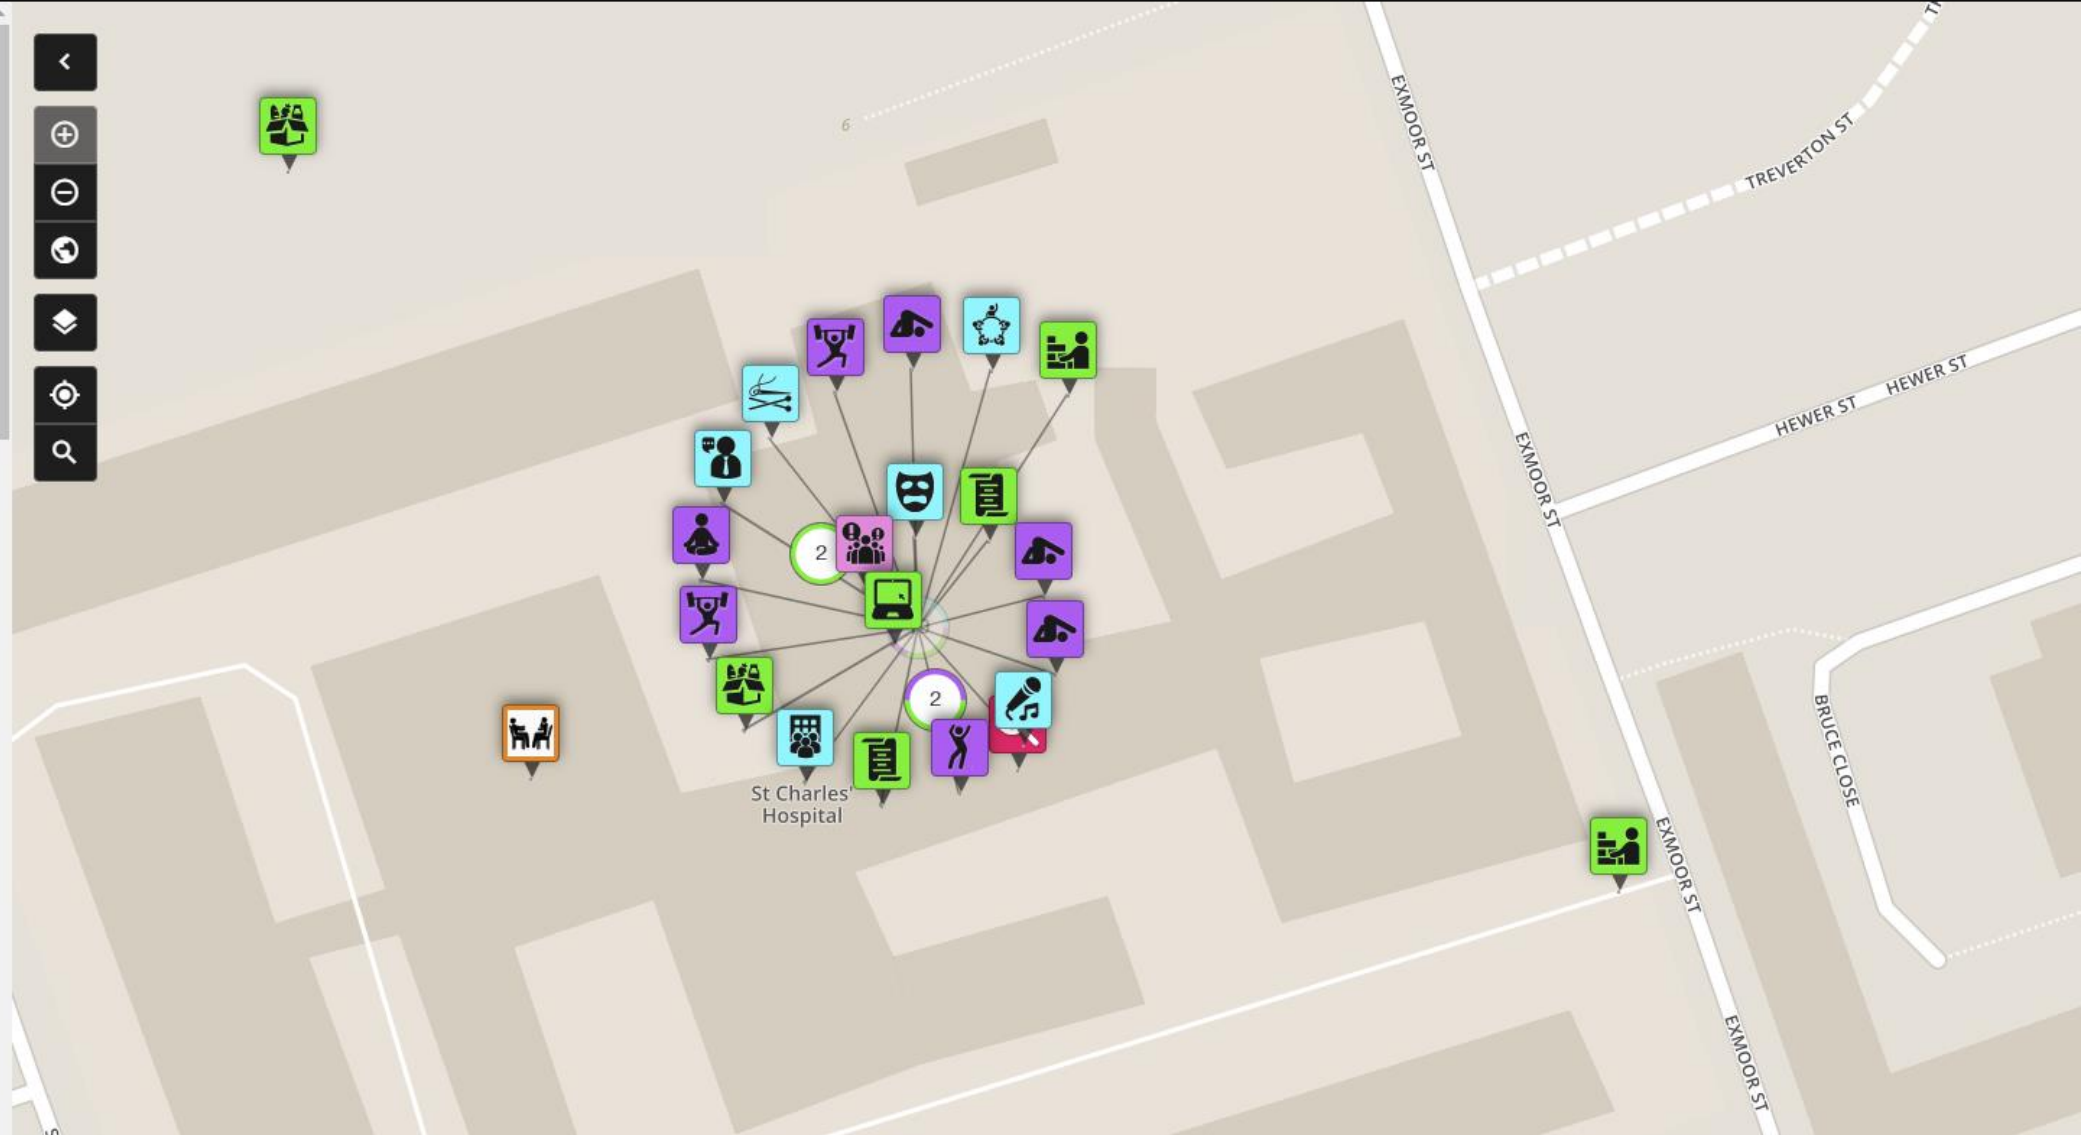 EXMOOR ST
TREVERTON ST
6
HEWER ST
HEWER ST
EXMOOR ST
2
2
St Charles'
Hospital
BRUCE CLOSE
EXMOOR ST
EXMOOR ST